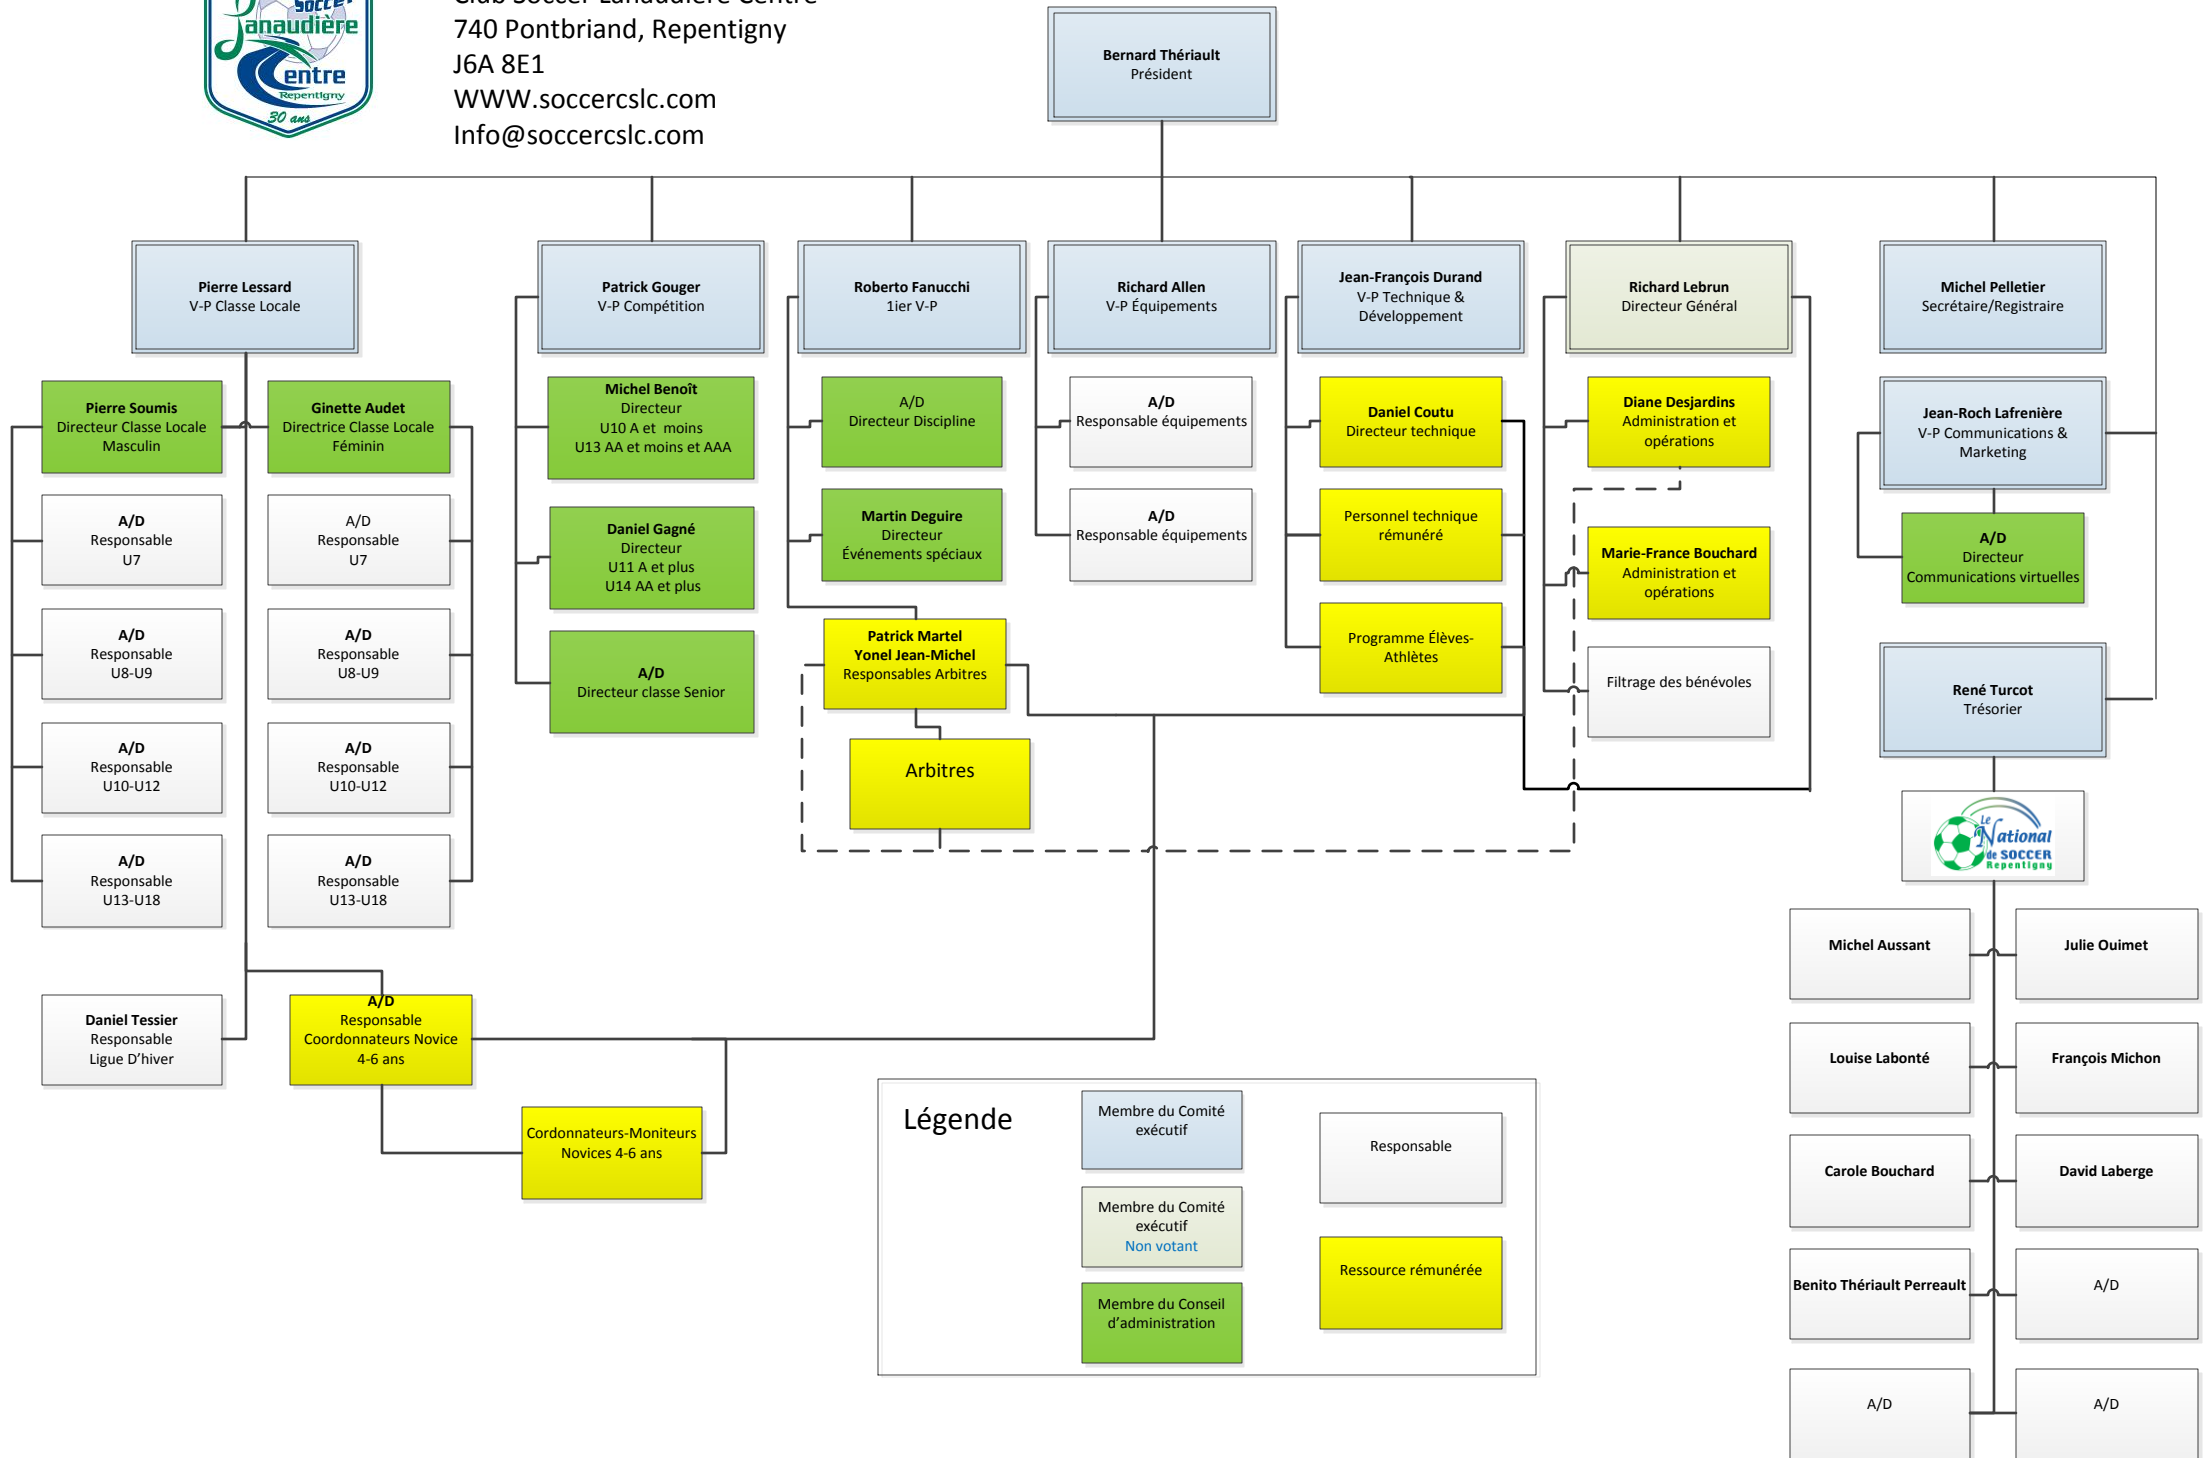 SOCCER
Lanaudière
Centre
Repentigny
30 ans
Club Soccer Lanaudière Centre
740 Pontbriand, Repentigny
J6A 8E1
WWW.soccercslc.com
Info@soccercslc.com
Bernard Thériault
Président
Pierre Lessard
V-P Classe Locale
Patrick Gouger
V-P Compétition
Roberto Fanucchi
1ier V-P
Richard Allen
V-P Équipements
Jean-François Durand
V-P Technique &
Développement
Richard Lebrun
Directeur Général
Michel Pelletier
Secrétaire/Registraire
Pierre Soumis
Directeur Classe Locale
Masculin
Ginette Audet
Directrice Classe Locale
Féminin
Michel Benoît
Directeur
U10 A et moins
U13 AA et moins et AAA
A/D
Directeur Discipline
A/D
Responsable équipements
Daniel Coutu
Directeur technique
Diane Desjardins
Administration et
opérations
Jean-Roch Lafrenière
V-P Communications &
Marketing
A/D
Responsable
U7
A/D
Responsable
U7
Daniel Gagné
Directeur
U11 A et plus
U14 AA et plus
Martin Deguire
Directeur
Événements spéciaux
A/D
Responsable équipements
Personnel technique
rémunéré
Marie-France Bouchard
Administration et
opérations
A/D
Directeur
Communications virtuelles
A/D
Responsable
U8-U9
A/D
Responsable
U8-U9
A/D
Directeur classe Senior
Patrick Martel
Yonel Jean-Michel
Responsables Arbitres
Programme Élèves-
Athlètes
Filtrage des bénévoles
René Turcot
Trésorier
A/D
Responsable
U10-U12
A/D
Responsable
U10-U12
Arbitres
Le
National
de SOCCER
Repentigny
A/D
Responsable
U13-U18
A/D
Responsable
U13-U18
Michel Aussant
Julie Ouimet
Daniel Tessier
Responsable
Ligue D'hiver
A/D
Responsable
Coordonnateurs Novice
4-6 ans
Louise Labonté
François Michon
Cordonnateurs-Moniteurs
Novices 4-6 ans
Carole Bouchard
David Laberge
Benito Thériault Perreault
A/D
A/D
A/D
Légende
Membre du Comité
exécutif
Responsable
Membre du Comité
exécutif
Non votant
Ressource rémunérée
Membre du Conseil
d'administration